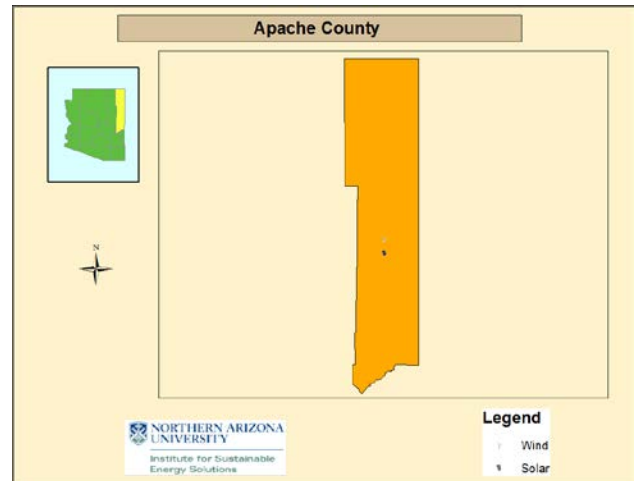 Apache County
N
NORTHERN ARIZONA
UNIVERSITY
Institute for Sustainable
Energy Solutions
Legend
Wind
Solar